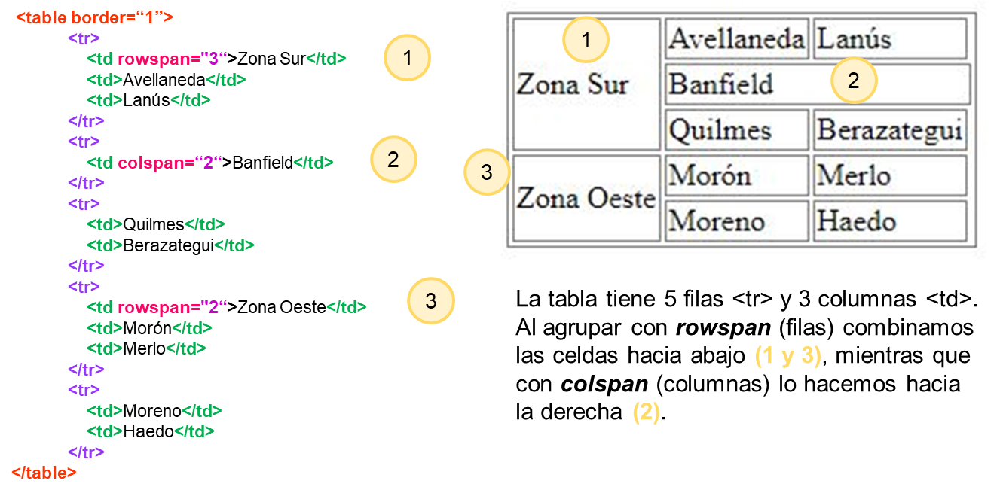 <table border=“1”>
<tr>
<td rowspan="3“>Zona Sur</td>
<td>Avellaneda</td>
<td>Lanús</td>
</tr>
<tr>
<td colspan=“2“>Banfield</td>
</tr>
<tr>
<td>Quilmes</td>
<td>Berazategui</td>
</tr>
<tr>
<td rowspan="2“>Zona Oeste</td>
<td>Morón</td>
<td>Merlo</td>
</tr>
<tr>
<td>Moreno</td>
<td>Haedo</td>
</tr>
</table>
1
2
3
1
Avellaneda Lanús
Zona Sur Banfield 2
Quilmes Berazategui
3
Morón Merlo
Zona Oeste
Moreno Haedo
La tabla tiene 5 filas <tr> y 3 columnas <td>.
Al agrupar con rowspan (filas) combinamos
las celdas hacia abajo (1 y 3), mientras que
con colspan (columnas) lo hacemos hacia
la derecha (2).